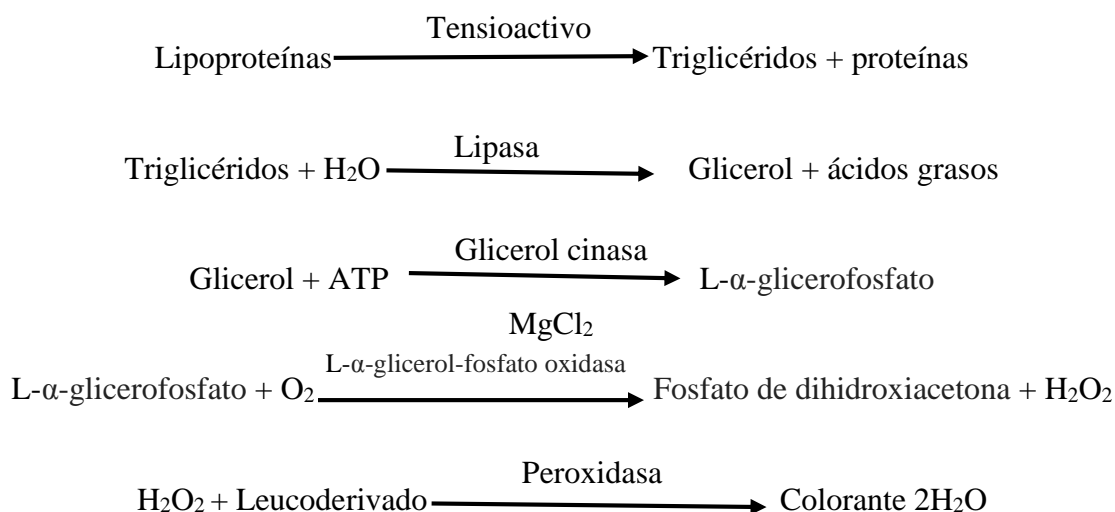 Tensioactivo
Lipoproteínas Triglicéridos + proteínas
Lipasa
Triglicéridos + H₂O Glicerol + ácidos grasos
Glicerol cinasa
Glicerol + ATP L-α-glicerofosfato
MgCl₂
L-α-glicerol-fosfato oxidasa
L-α-glicerofosfato + O₂ Fosfato de dihidroxiacetona + H₂O₂
Peroxidasa
H₂O₂ + Leucoderivado Colorante 2H₂O